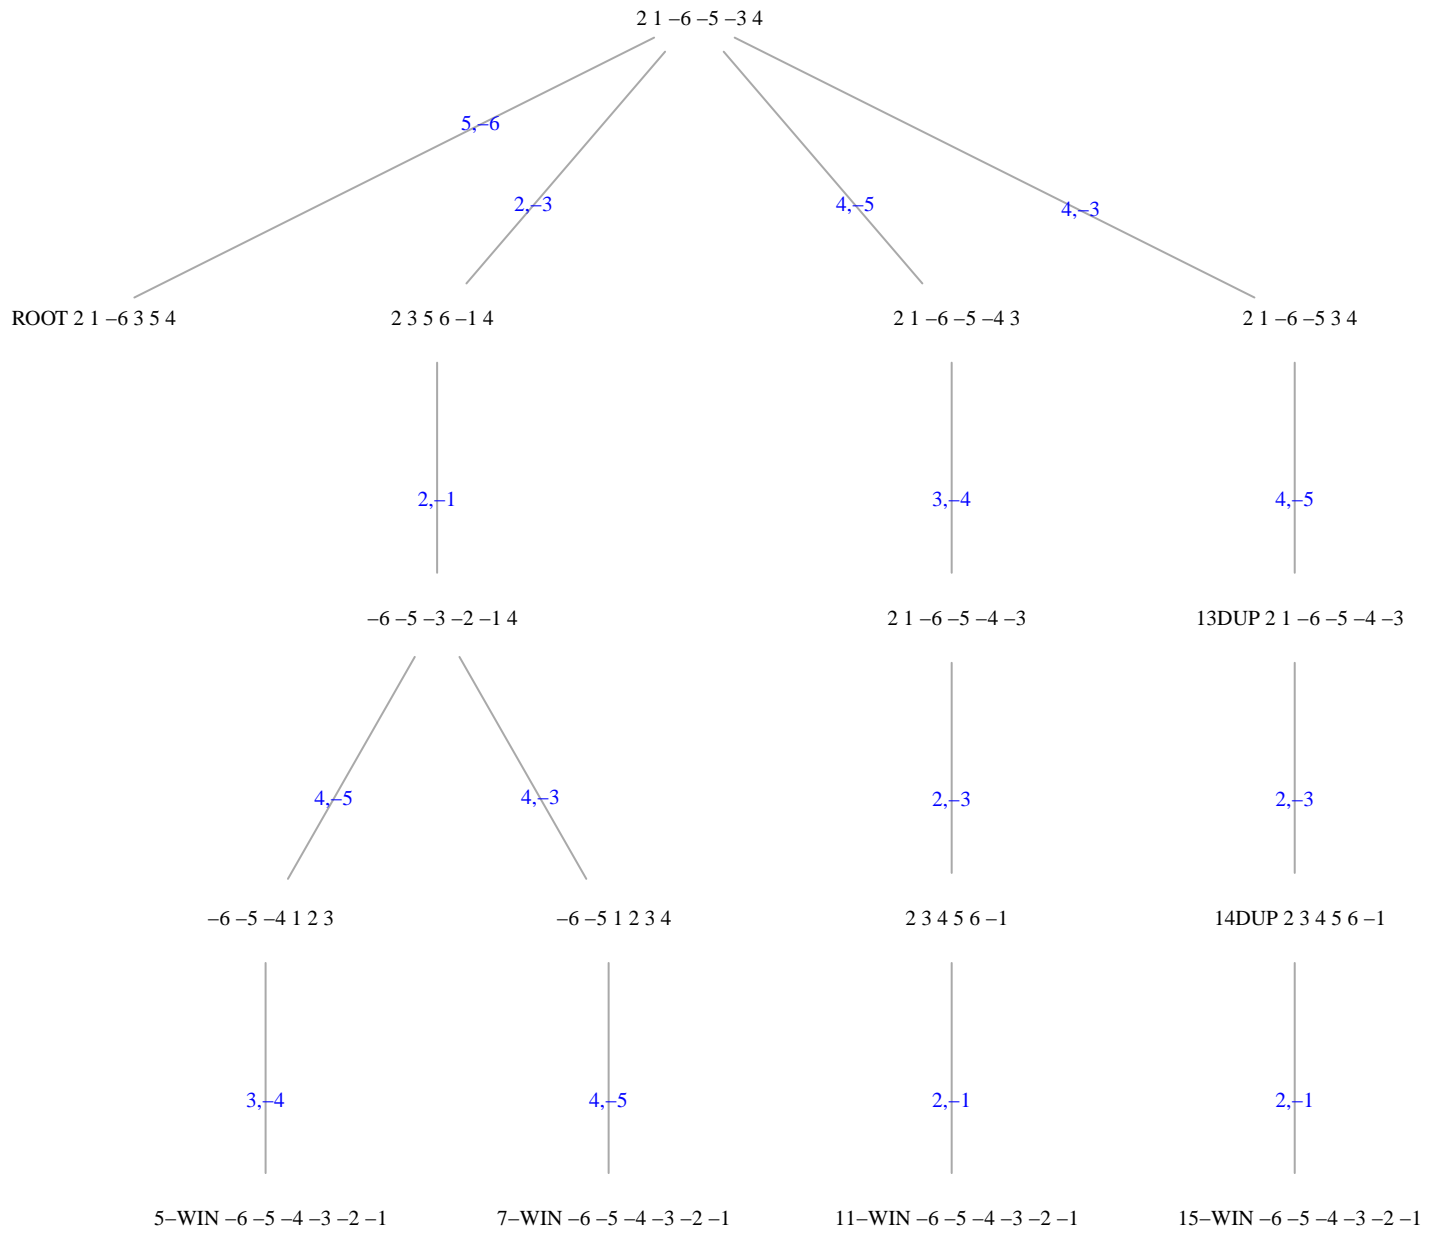 2 1 –6 –5 –3 4
5,–6
2,–3
4,–5
4,–3
ROOT 2 1 –6 3 5 4
2 3 5 6 –1 4
2 1 –6 –5 –4 3
2 1 –6 –5 3 4
2,–1
3,–4
4,–5
–6 –5 –3 –2 –1 4
2 1 –6 –5 –4 –3
13DUP 2 1 –6 –5 –4 –3
4,–5
4,–3
2,–3
2,–3
–6 –5 –4 1 2 3
–6 –5 1 2 3 4
2 3 4 5 6 –1
14DUP 2 3 4 5 6 –1
3,–4
4,–5
2,–1
2,–1
5–WIN –6 –5 –4 –3 –2 –1
7–WIN –6 –5 –4 –3 –2 –1
11–WIN –6 –5 –4 –3 –2 –1
15–WIN –6 –5 –4 –3 –2 –1